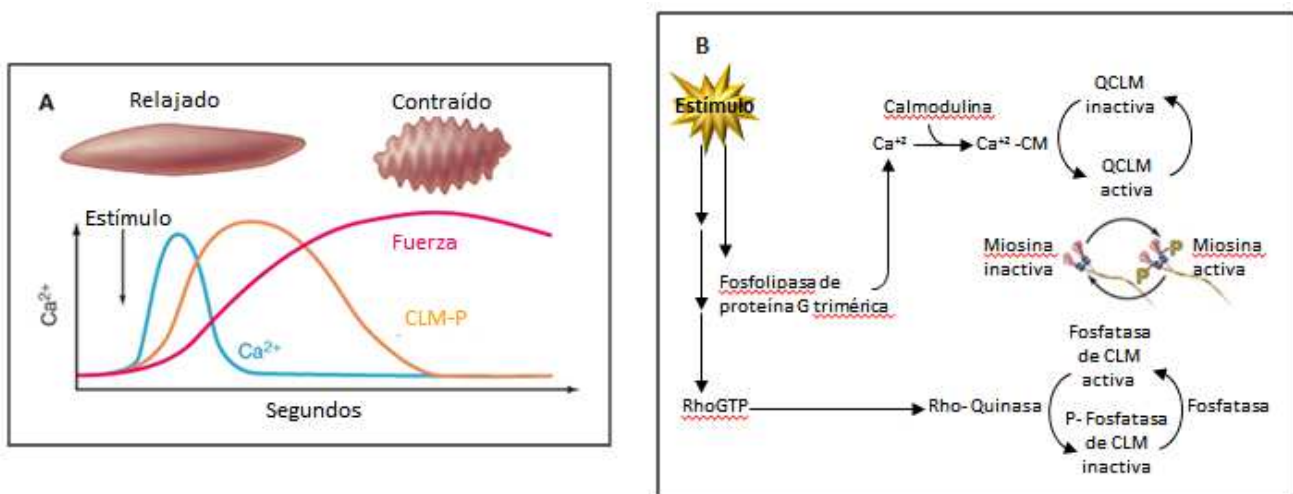 A
Relajado
Contraído
Estímulo
Fuerza
CLM-P
Ca²⁺
Ca²⁺
Segundos
B
Estímulo
Calmodulina
Ca⁺²
Ca⁺² -CM
QCLM
inactiva
QCLM
activa
Miosina
inactiva
P
P
Miosina
activa
Fosfolipasa de
proteína G trimérica
Fosfatasa
de CLM
activa
RhoGTP
Rho- Quinasa
P- Fosfatasa
de CLM
inactiva
Fosfatasa